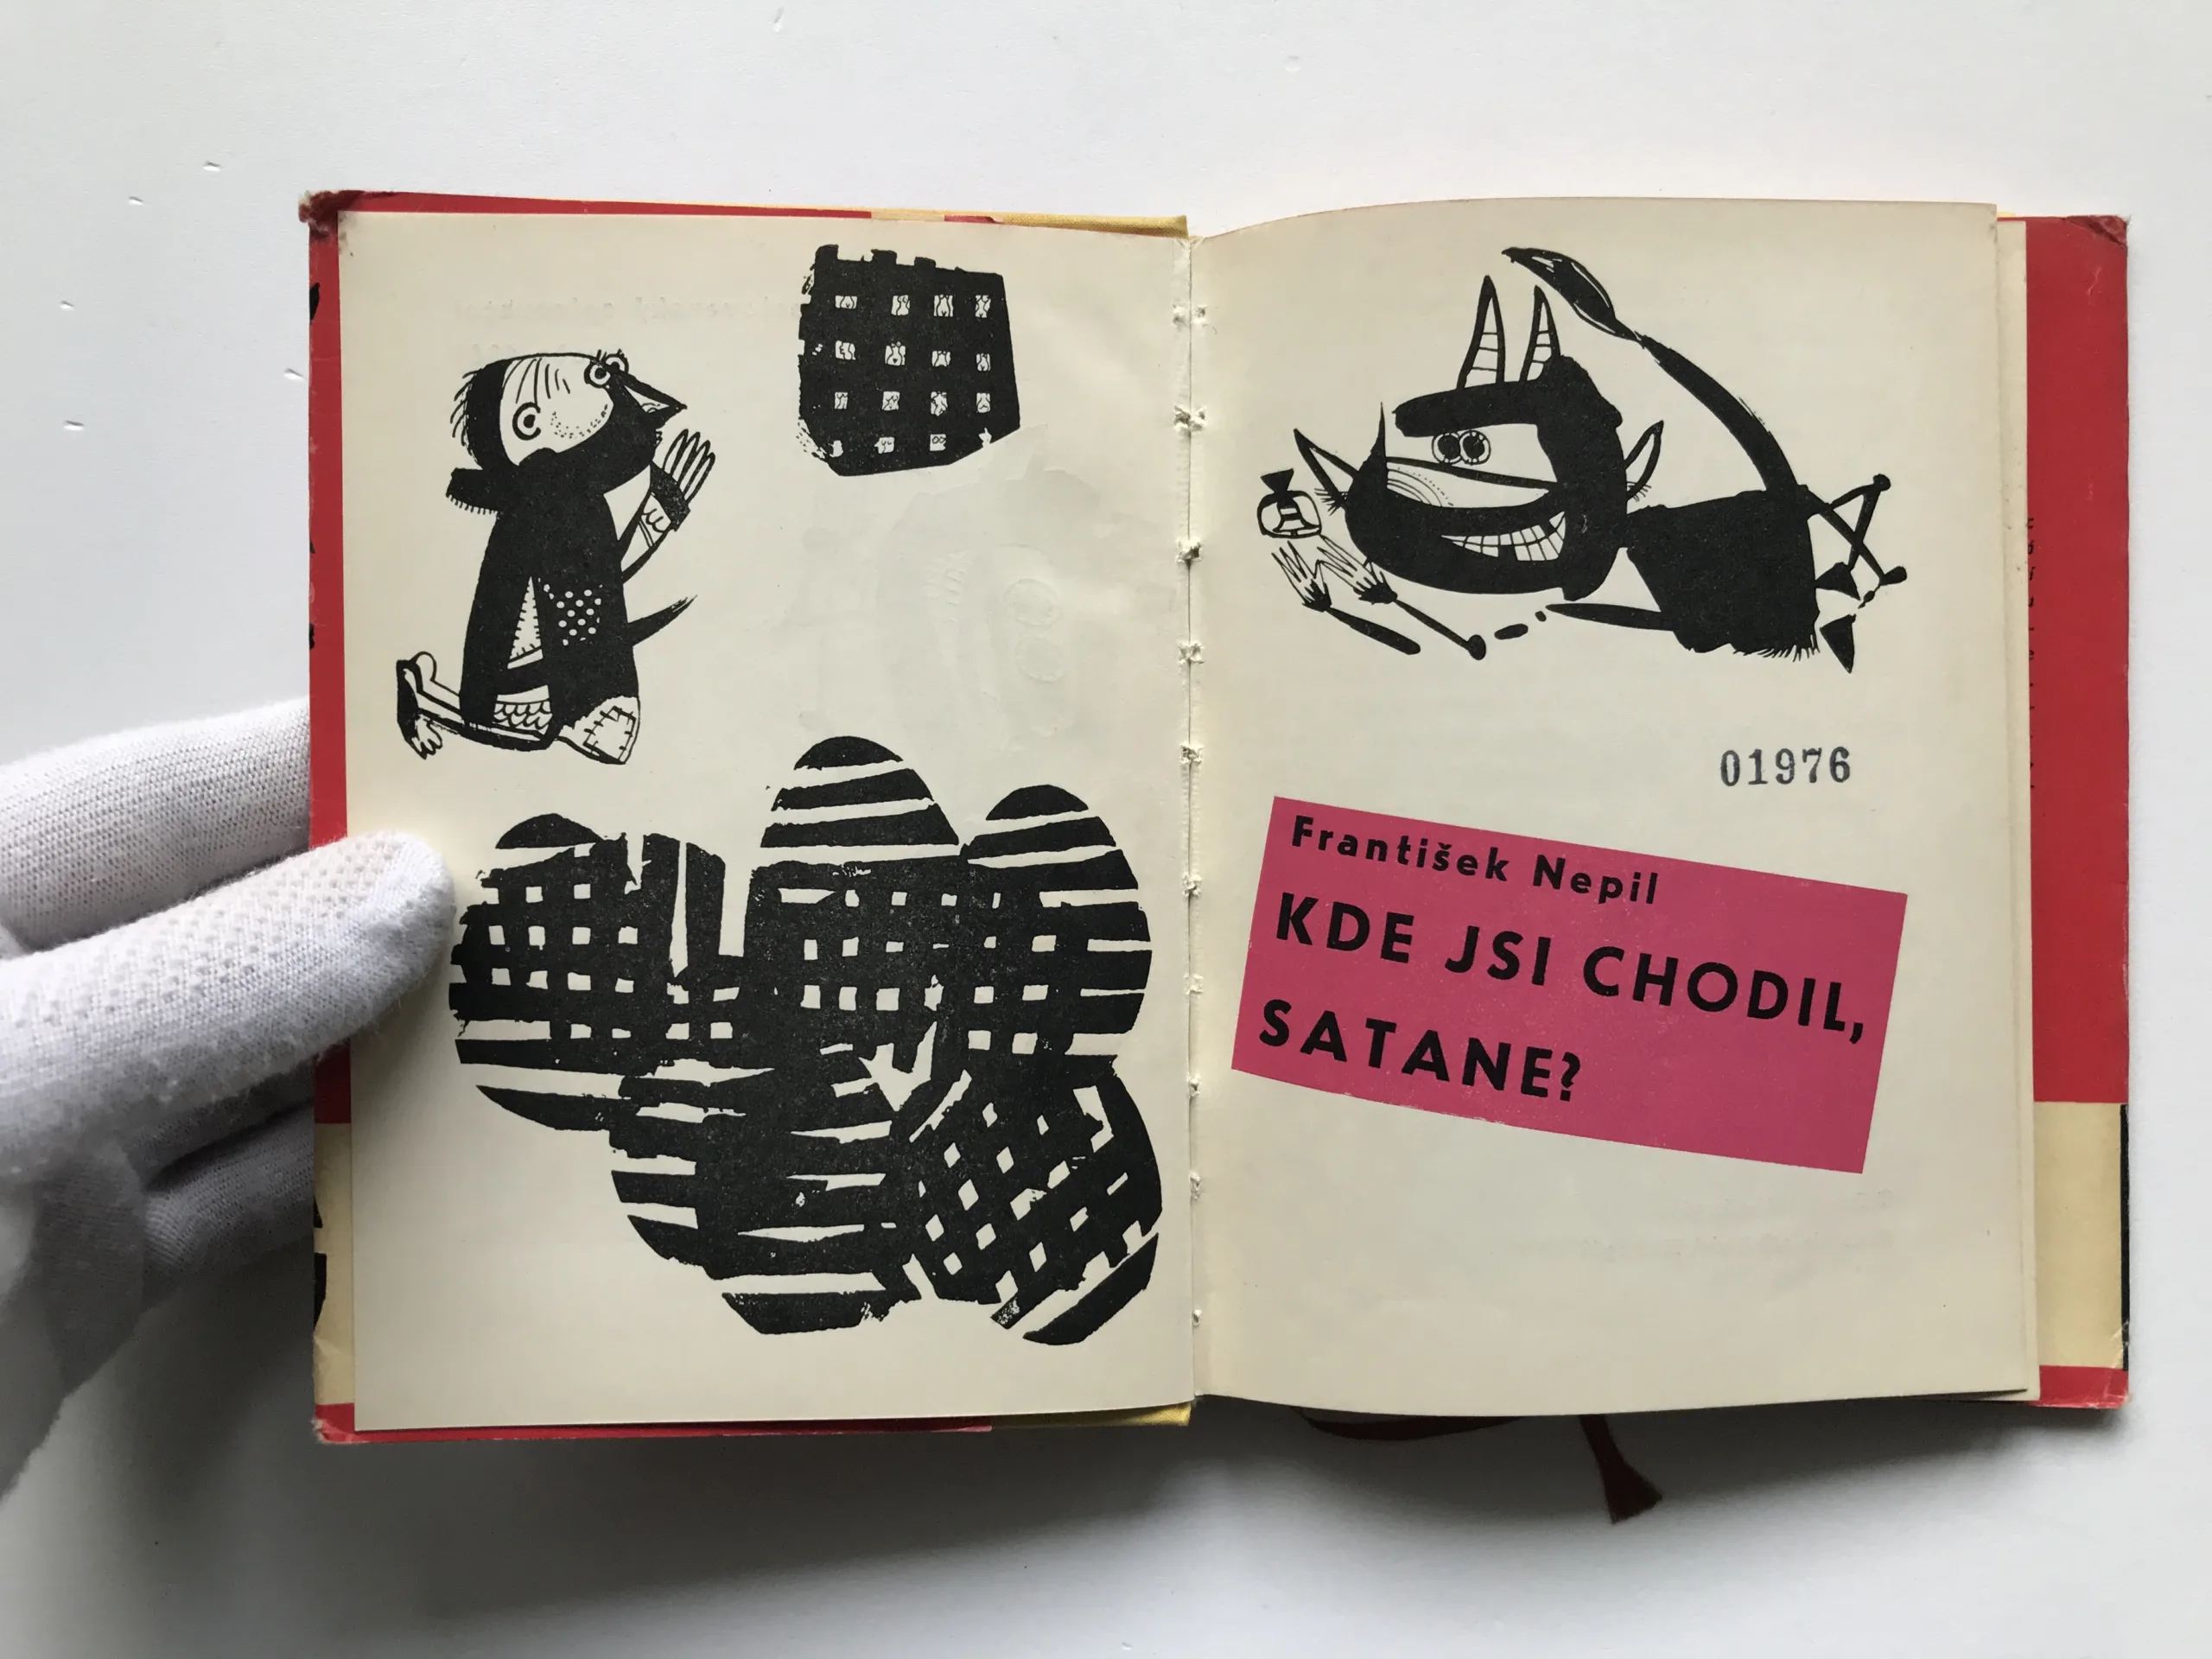 01976
František Nepil
KDE JSI CHODIL,
SATANE?